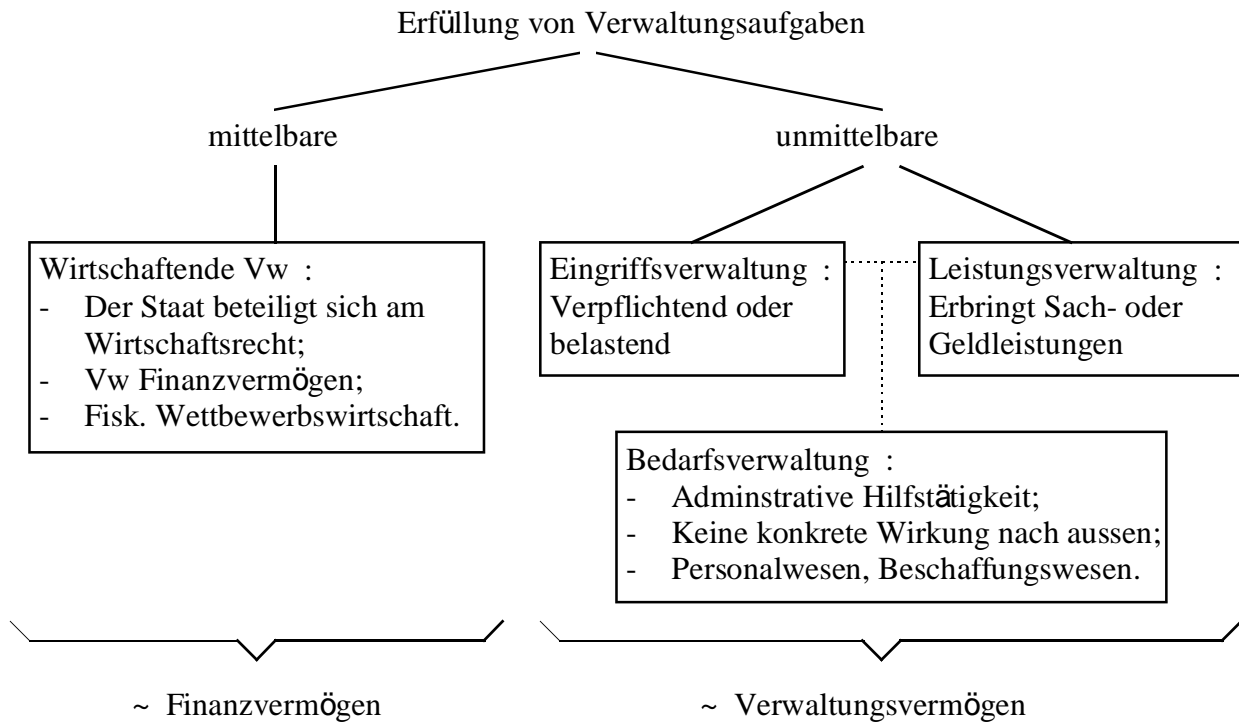 Erfüllung von Verwaltungsaufgaben
mittelbare
unmittelbare
Wirtschaftende Vw :
- Der Staat beteiligt sich am
Wirtschaftsrecht;
- Vw Finanzvermögen;
- Fisk. Wettbewerbswirtschaft.
Eingriffsverwaltung :
Verpflichtend oder
belastend
Leistungsverwaltung :
Erbringt Sach- oder
Geldleistungen
Bedarfsverwaltung :
- Adminstrative Hilfstätigkeit;
- Keine konkrete Wirkung nach aussen;
- Personalwesen, Beschaffungswesen.
~ Finanzvermögen
~ Verwaltungsvermögen